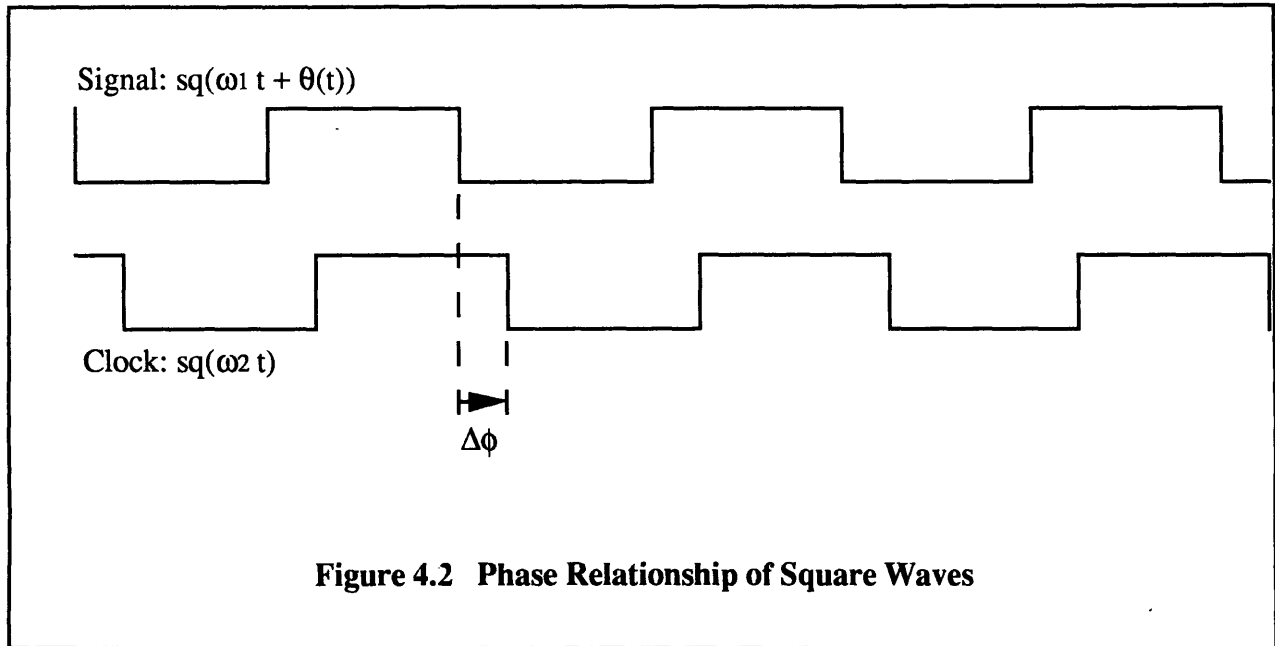 Signal: sq(ω1 t + θ(t))
Clock: sq(ω2 t)
Δϕ
Figure 4.2 Phase Relationship of Square Waves